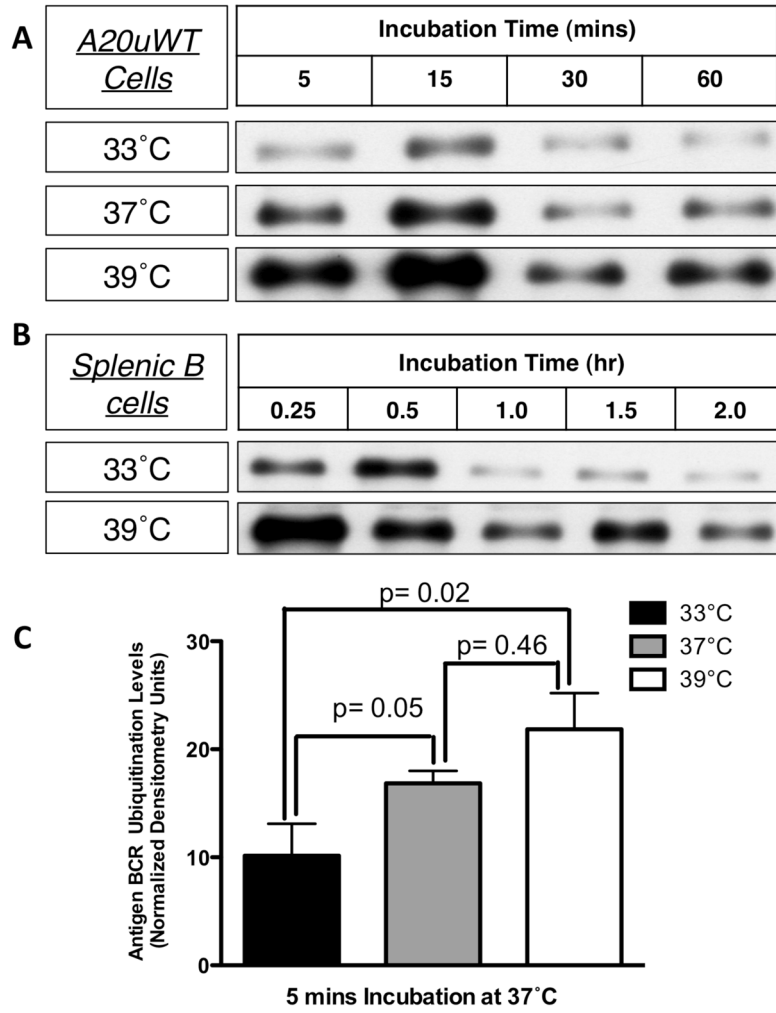 A
A20uWT
Cells
Incubation Time (mins)
5 15 30 60
33˚C
37˚C
39˚C
B
Splenic B
cells
Incubation Time (hr)
0.25 0.5 1.0 1.5 2.0
33˚C
39˚C
C
p= 0.02
p= 0.46
p= 0.05
33°C
37°C
39°C
Antigen BCR Ubiquitination Levels
(Normalized Densitometry Units)
30
20
10
0
5 mins Incubation at 37˚C